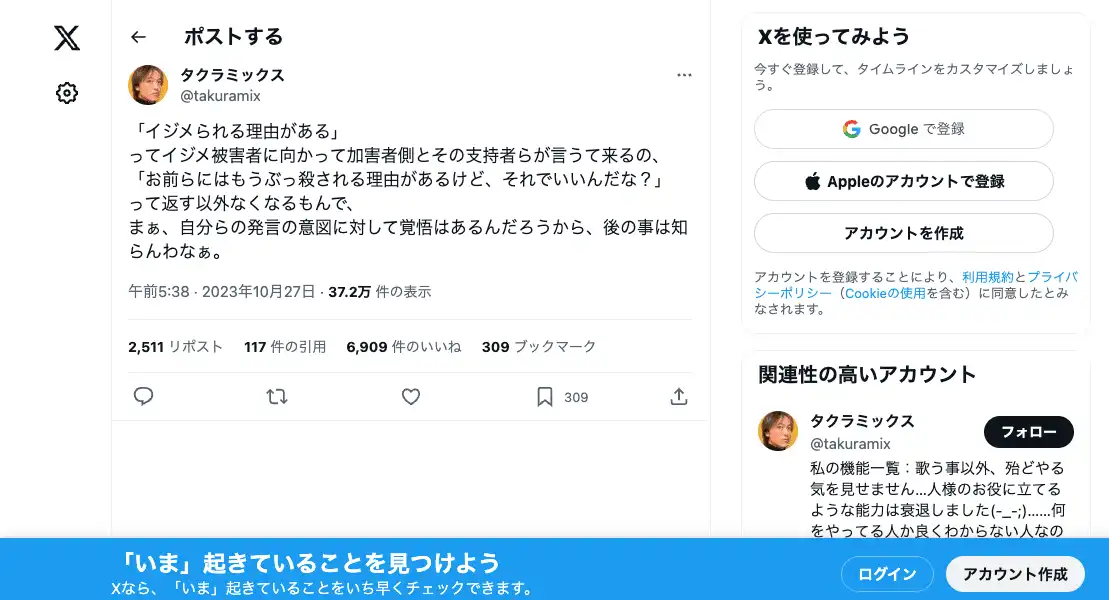 ポストする
タクラミックス
@takuramix
「イジメられる理由がある」
ってイジメ被害者に向かって加害者側とその支持者らが言うて来るの、
「お前らにはもうぶっ殺される理由があるけど、それでいいんだな？」
って返す以外なくなるもんで、
まぁ、自分らの発言の意図に対して覚悟はあるんだろうから、後の事は知
らんわなぁ。
午前5:38 · 2023年10月27日 · 37.2万 件の表示
2,511 リポスト 117 件の引用 6,909 件のいいね 309 ブックマーク
309
Xを使ってみよう
今すぐ登録して、タイムラインをカスタマイズしましょ
う。
Google で登録
Appleのアカウントで登録
アカウントを作成
アカウントを登録することにより、利用規約とプライバ
シーポリシー（Cookieの使用を含む）に同意したとみ
なされます。
関連性の高いアカウント
タクラミックス
@takuramix
フォロー
私の機能一覧：歌う事以外、殆どやる
気を見せません...人様のお役に立てる
ような能力は衰退しました(-_-;)......何
をやってる人か良くわからない人なの
「いま」起きていることを見つけよう
Xなら、「いま」起きていることをいち早くチェックできます。
ログイン
アカウント作成